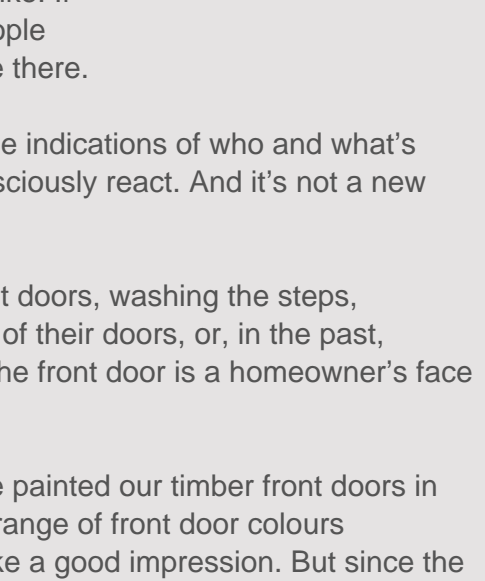 ople
e there.
e indications of who and what's
sciously react. And it's not a new
t doors, washing the steps,
of their doors, or, in the past,
he front door is a homeowner's face
e painted our timber front doors in
range of front door colours
ke a good impression. But since the